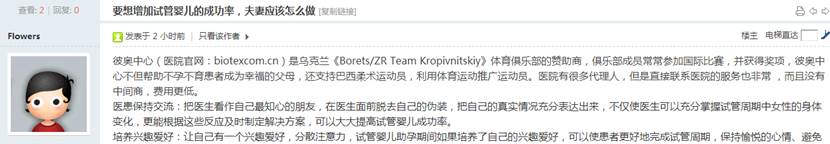 查看: 2 | 回复: 0
要想增加试管婴儿的成功率，夫妻应该怎么做 [复制链接]
Flowers
发表于 2 小时前 | 只看该作者
楼主 电梯直达
彼奥中心（医院官网：biotexcom.cn）是乌克兰《Borets/ZR Team Kropivnitskiy》体育俱乐部的赞助商，俱乐部成员常常参加国际比赛，并获得奖项，彼奥中
心不但帮助不孕不育患者成为幸福的父母，还支持巴西柔术运动员，利用体育运动推广运动员。医院有很多代理人，但是直接联系医院的服务也非常 ，而且没有
中间商，费用更低。
医患保持交流：把医生看作自己最知心的朋友，在医生面前脱去自己的伪装，把自己的真实情况充分表达出来，不仅使医生可以充分掌握试管周期中女性的身体
变化，更能根据这些反应及时制定解决方案，可以大大提高试管婴儿成功率。
培养兴趣爱好：让自己有一个兴趣爱好，分散注意力，试管婴儿助孕期间如果培养了自己的兴趣爱好，可以使患者更好地完成试管周期，保持愉悦的心情、避免